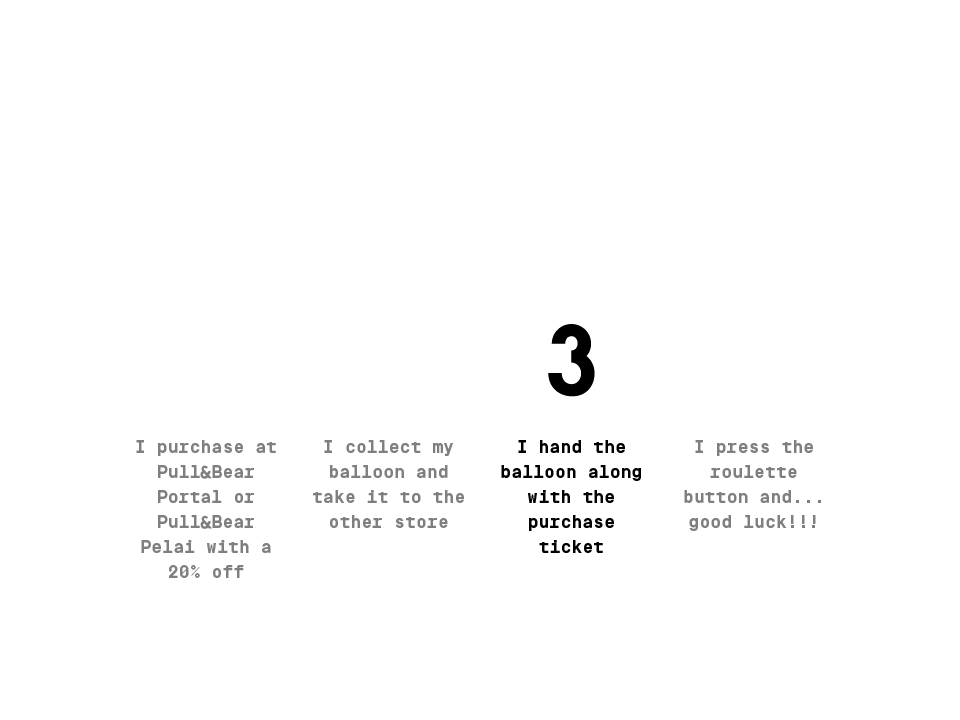 3
I purchase at
Pull&Bear
Portal or
Pull&Bear
Pelai with a
20% off
I collect my
balloon and
take it to the
other store
I hand the
balloon along
with the
purchase
ticket
I press the
roulette
button and...
good luck!!!